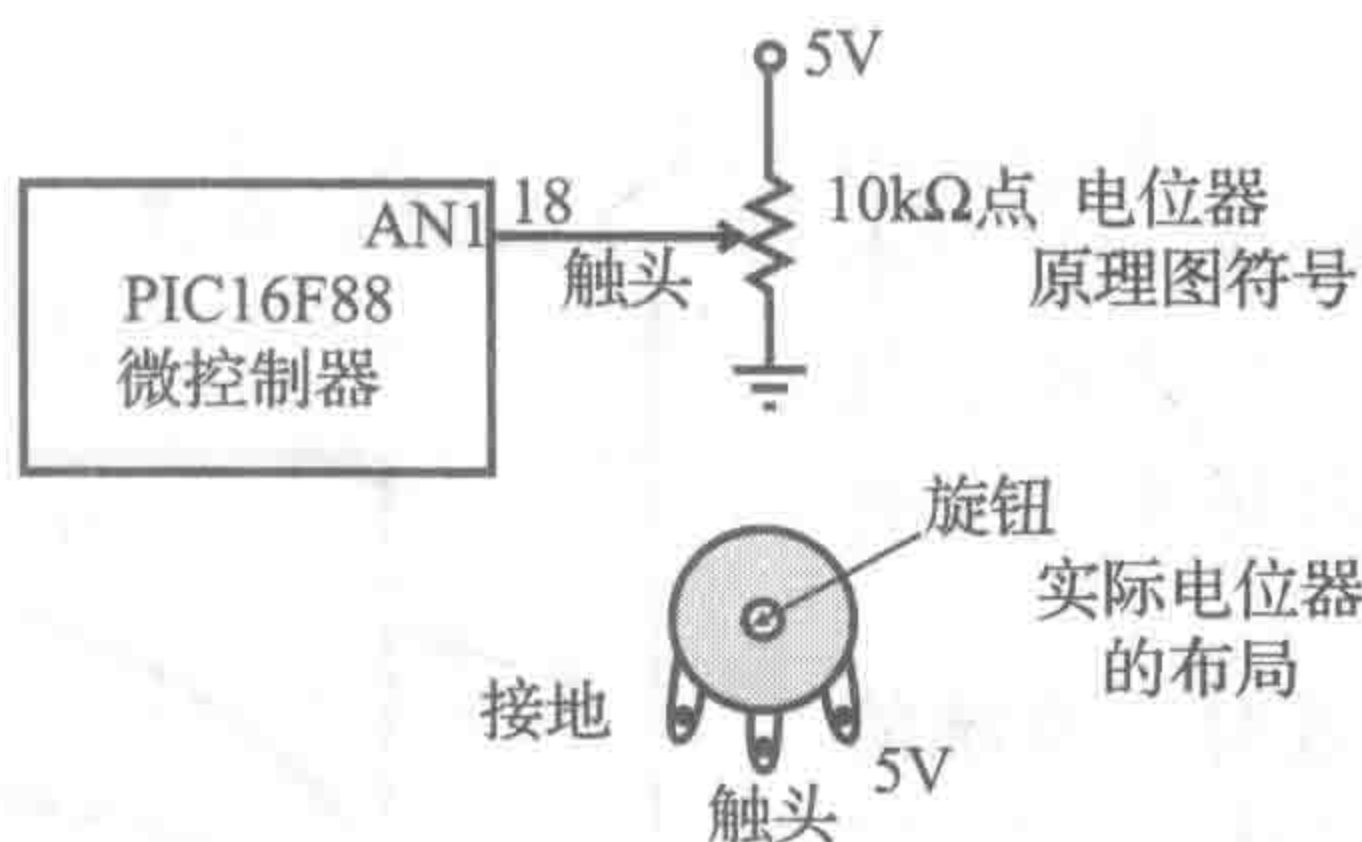 5V
AN1 18
10kΩ点 电位器
原理图符号
触头
PIC16F88
微控制器
旋钮
实际电位器
的布局
接地
5V
触头